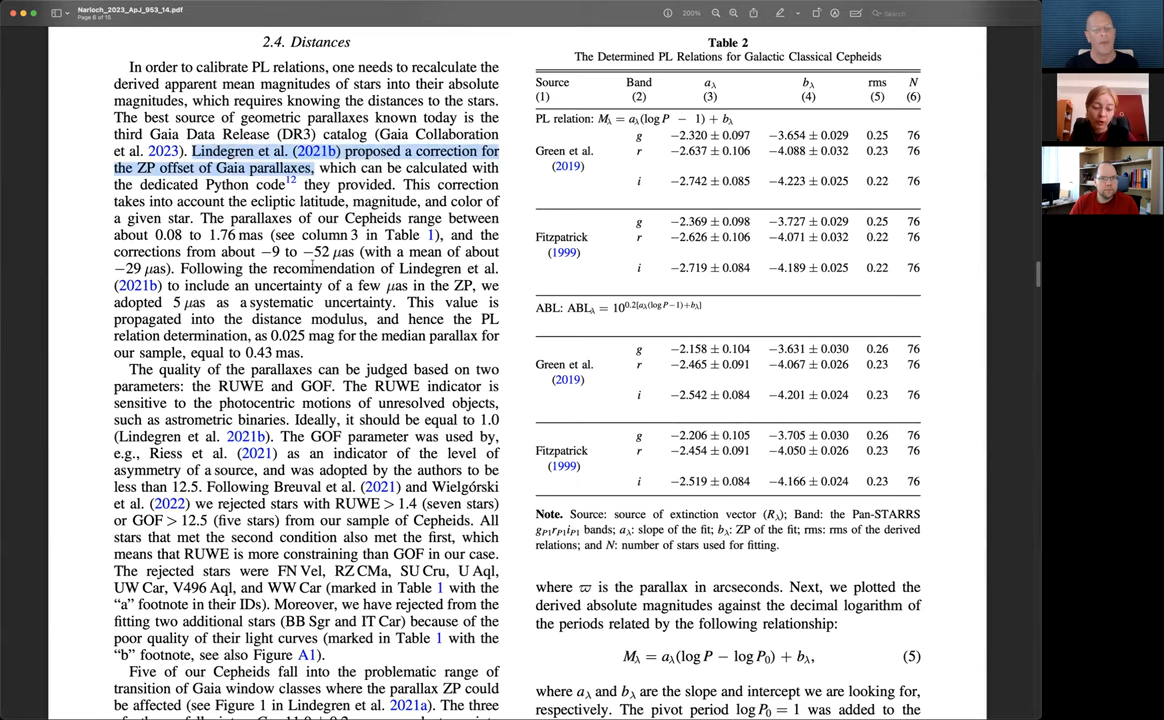 Narloch_2023_ApJ_953_14.pdf
Page 6 of 15
200%
Search
2.4. Distances
In order to calibrate PL relations, one needs to recalculate the
derived apparent mean magnitudes of stars into their absolute
magnitudes, which requires knowing the distances to the stars.
The best source of geometric parallaxes known today is the
third Gaia Data Release (DR3) catalog (Gaia Collaboration
et al. 2023). Lindegren et al. (2021b) proposed a correction for
the ZP offset of Gaia parallaxes, which can be calculated with
the dedicated Python code¹² they provided. This correction
takes into account the ecliptic latitude, magnitude, and color of
a given star. The parallaxes of our Cepheids range between
about 0.08 to 1.76 mas (see column 3 in Table 1), and the
corrections from about −9 to −52 μas (with a mean of about
−29 μas). Following the recommendation of Lindegren et al.
(2021b) to include an uncertainty of a few μas in the ZP, we
adopted 5 μas as a systematic uncertainty. This value is
propagated into the distance modulus, and hence the PL
relation determination, as 0.025 mag for the median parallax for
our sample, equal to 0.43 mas.
The quality of the parallaxes can be judged based on two
parameters: the RUWE and GOF. The RUWE indicator is
sensitive to the photocentric motions of unresolved objects,
such as astrometric binaries. Ideally, it should be equal to 1.0
(Lindegren et al. 2021b). The GOF parameter was used by,
e.g., Riess et al. (2021) as an indicator of the level of
asymmetry of a source, and was adopted by the authors to be
less than 12.5. Following Breuval et al. (2021) and Wielgórski
et al. (2022) we rejected stars with RUWE > 1.4 (seven stars)
or GOF > 12.5 (five stars) from our sample of Cepheids. All
stars that met the second condition also met the first, which
means that RUWE is more constraining than GOF in our case.
The rejected stars were FN Vel, RZ CMa, SU Cru, U Aql,
UW Car, V496 Aql, and WW Car (marked in Table 1 with the
“a” footnote in their IDs). Moreover, we have rejected from the
fitting two additional stars (BB Sgr and IT Car) because of the
poor quality of their light curves (marked in Table 1 with the
“b” footnote, see also Figure A1).
Five of our Cepheids fall into the problematic range of
transition of Gaia window classes where the parallax ZP could
be affected (see Figure 1 in Lindegren et al. 2021a). The three
Table 2
The Determined PL Relations for Galactic Classical Cepheids
Source Band aλ bλ rms N
(1) (2) (3) (4) (5) (6)
PL relation: Mλ = aλ(log P − 1) + bλ
g −2.320 ± 0.097 −3.654 ± 0.029 0.25 76
Green et al. r −2.637 ± 0.106 −4.088 ± 0.032 0.23 76
(2019)
i −2.742 ± 0.085 −4.223 ± 0.025 0.22 76
g −2.369 ± 0.098 −3.727 ± 0.029 0.25 76
Fitzpatrick r −2.626 ± 0.106 −4.071 ± 0.032 0.22 76
(1999)
i −2.719 ± 0.084 −4.189 ± 0.025 0.22 76
ABL: ABLλ = 10^0.2[aλ(log P−1)+bλ]
g −2.158 ± 0.104 −3.631 ± 0.030 0.26 76
Green et al. r −2.465 ± 0.091 −4.067 ± 0.026 0.23 76
(2019)
i −2.542 ± 0.084 −4.201 ± 0.024 0.23 76
g −2.206 ± 0.105 −3.705 ± 0.030 0.26 76
Fitzpatrick r −2.454 ± 0.091 −4.050 ± 0.026 0.23 76
(1999)
i −2.519 ± 0.084 −4.166 ± 0.024 0.23 76
Note. Source: source of extinction vector (Rλ); Band: the Pan-STARRS
gP1rP1iP1 bands; aλ: slope of the fit; bλ: ZP of the fit; rms: rms of the derived
relations; and N: number of stars used for fitting.
where ϖ is the parallax in arcseconds. Next, we plotted the
derived absolute magnitudes against the decimal logarithm of
the periods related by the following relationship:
Mλ = aλ(log P − log P0) + bλ, (5)
where aλ and bλ are the slope and intercept we are looking for,
respectively. The pivot period log P0 = 1 was added to the